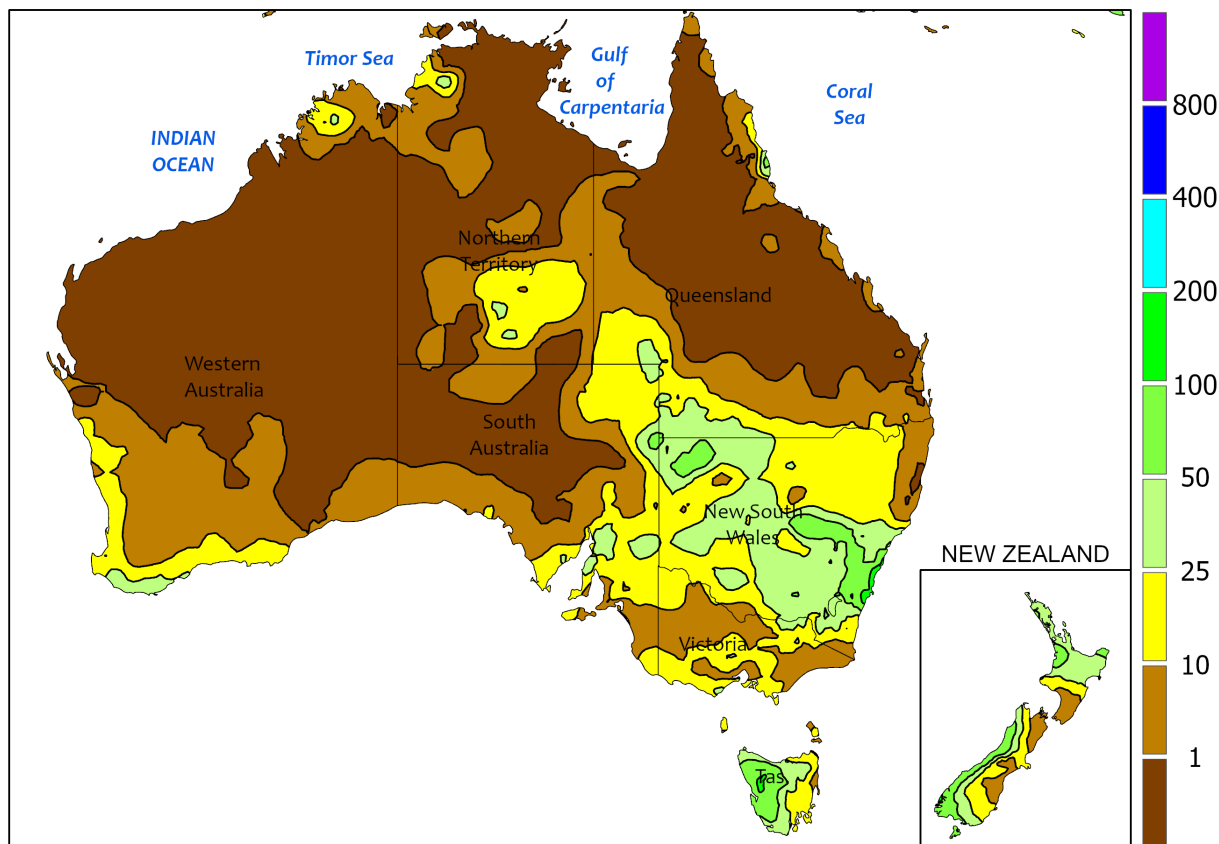 Timor Sea
Gulf
of
Carpentaria
Coral
Sea
INDIAN
OCEAN
Northern
Territory
Queensland
Western
Australia
South
Australia
New South
Wales
Victoria
Tas
NEW ZEALAND
800
400
200
100
50
25
10
1